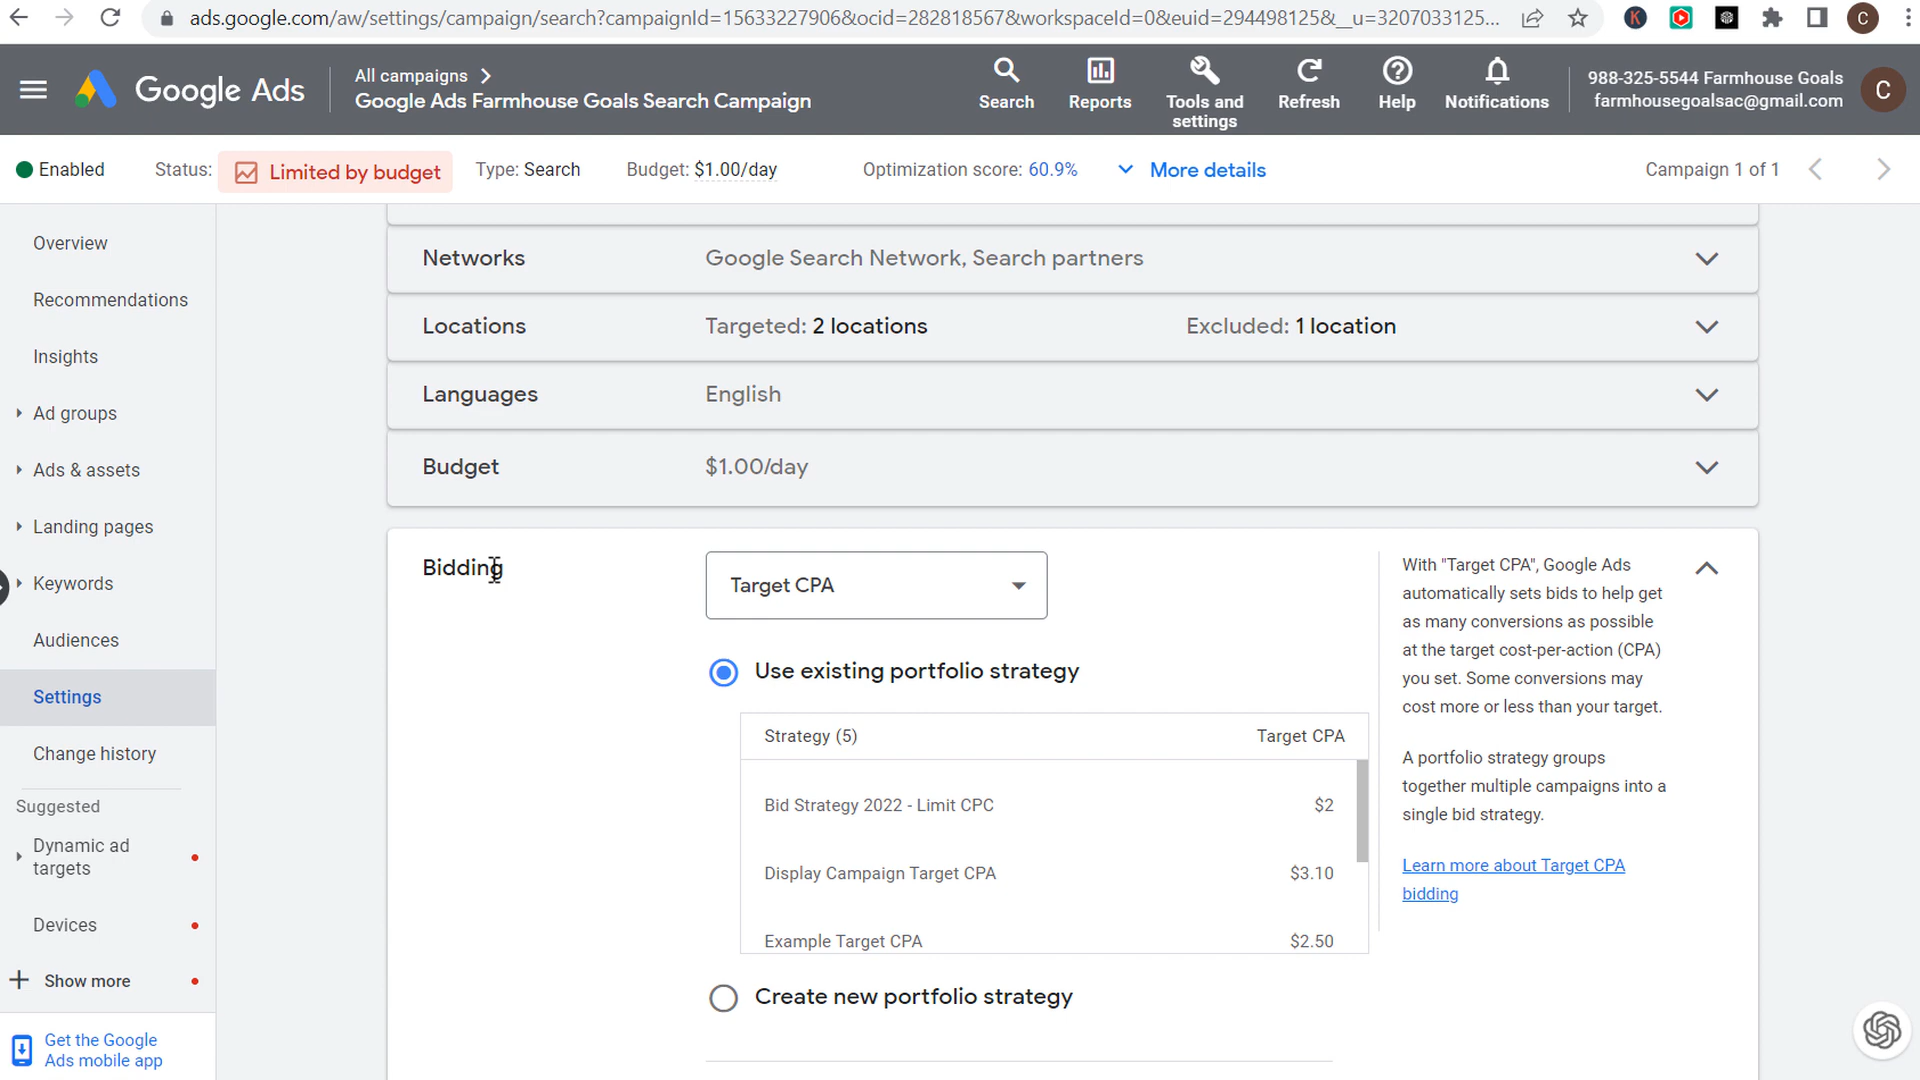 ads.google.com/aw/settings/campaign/search?campaignId=15633227906&ocid=282818567&workspaceId=0&euid=294498125&__u=3207033125...
K
C
Google Ads
All campaigns
Google Ads Farmhouse Goals Search Campaign
Search
Reports
Tools and
settings
Refresh
Help
Notifications
988-325-5544 Farmhouse Goals
farmhousegoalsac@gmail.com
C
Enabled
Status: Limited by budget
Type: Search
Budget: $1.00/day
Optimization score: 60.9%
More details
Campaign 1 of 1
Overview
Recommendations
Insights
Ad groups
Ads & assets
Landing pages
Keywords
Audiences
Settings
Change history
Suggested
Dynamic ad
targets
Devices
Show more
Get the Google
Ads mobile app
Networks
Google Search Network, Search partners
Locations
Targeted: 2 locations
Excluded: 1 location
Languages
English
Budget
$1.00/day
Bidding
Target CPA
Use existing portfolio strategy
Strategy (5)
Target CPA
Bid Strategy 2022 - Limit CPC
$2
Display Campaign Target CPA
$3.10
Example Target CPA
$2.50
Create new portfolio strategy
With "Target CPA", Google Ads
automatically sets bids to help get
as many conversions as possible
at the target cost-per-action (CPA)
you set. Some conversions may
cost more or less than your target.
A portfolio strategy groups
together multiple campaigns into a
single bid strategy.
Learn more about Target CPA
bidding